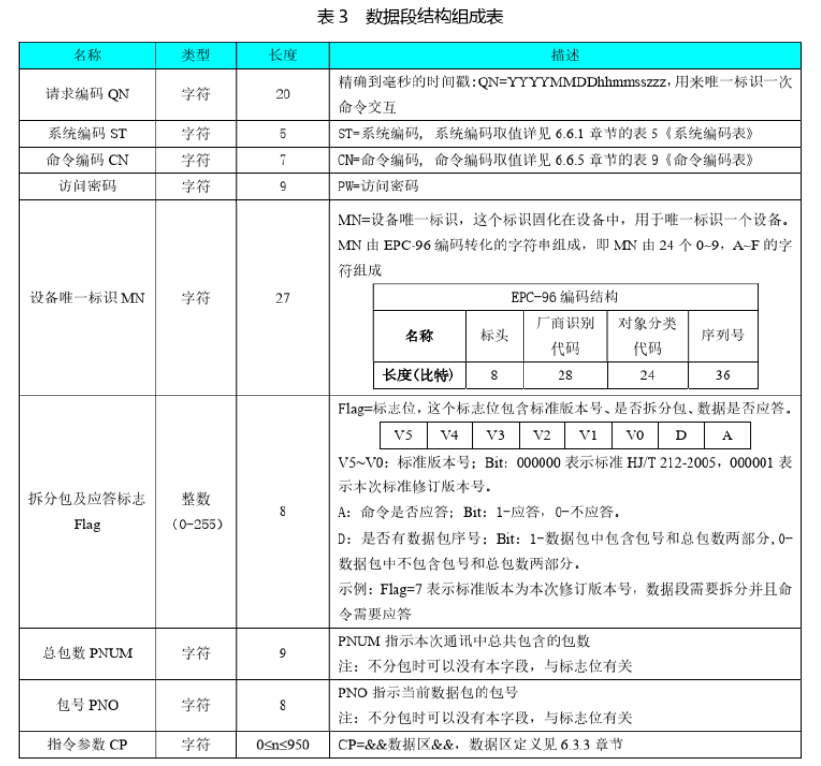 表 3　数据段结构组成表
名称 类型 长度 描述
请求编码 QN 字符 20 精确到毫秒的时间戳:QN=YYYYMMDDhhmmsszzz，用来唯一标识一次
命令交互
系统编码 ST 字符 5 ST=系统编码，系统编码取值详见 6.6.1 章节的表 5《系统编码表》
命令编码 CN 字符 7 CN=命令编码，命令编码取值详见 6.6.5 章节的表 9《命令编码表》
访问密码 字符 9 PW=访问密码
设备唯一标识 MN 字符 27 MN=设备唯一标识，这个标识固化在设备中，用于唯一标识一个设备。
MN 由 EPC-96 编码转化的字符串组成，即 MN 由 24 个 0~9，A~F 的字
符组成
EPC-96 编码结构
名称 标头 厂商识别代码 对象分类代码 序列号
长度(比特) 8 28 24 36
拆分包及应答标志
Flag 整数
（0-255） 8 Flag=标志位，这个标志位包含标准版本号、是否拆分包、数据是否应答。
V5 V4 V3 V2 V1 V0 D A
V5~V0：标准版本号；Bit：000000 表示标准 HJ/T 212-2005，000001 表
示本次标准修订版本号。
A：命令是否应答；Bit：1-应答，0-不应答。
D：是否有数据包序号；Bit：1-数据包中包含包号和总包数两部分,0-
数据包中不包含包号和总包数两部分。
示例：Flag=7 表示标准版本为本次修订版本号，数据段需要拆分并且命
令需要应答
总包数 PNUM 字符 9 PNUM 指示本次通讯中总共包含的包数
注：不分包时可以没有本字段，与标志位有关
包号 PNO 字符 8 PNO 指示当前数据包的包号
注：不分包时可以没有本字段，与标志位有关
指令参数 CP 字符 0≤n≤950 CP=&&数据区&&，数据区定义见 6.3.3 章节